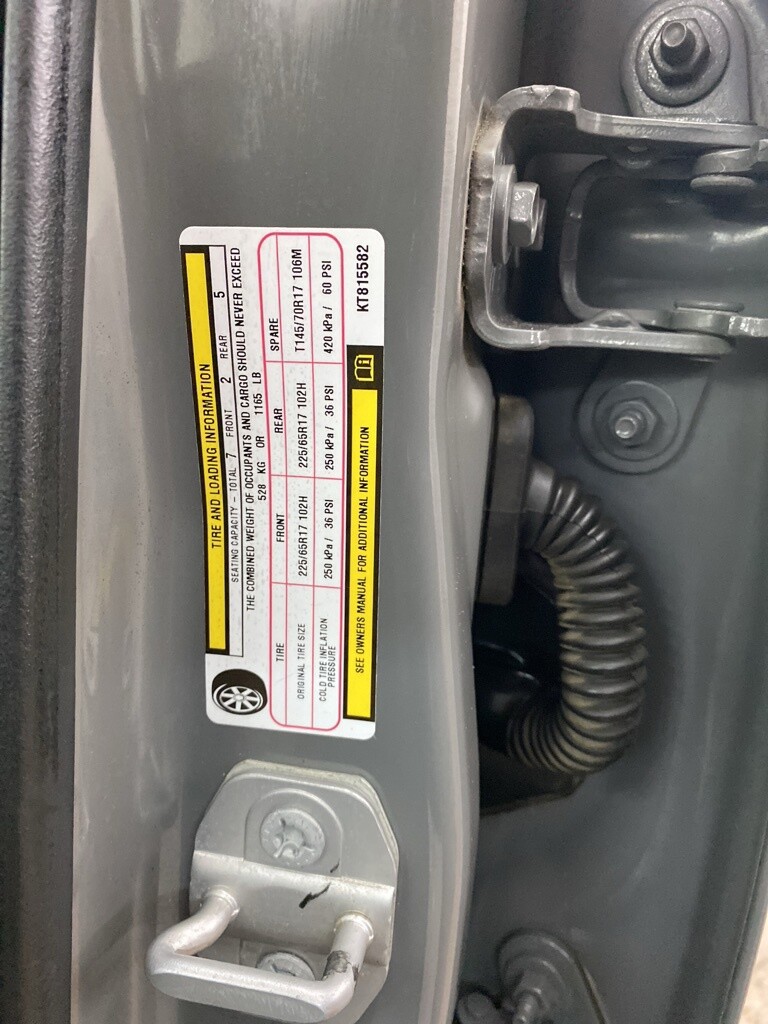 TIRE AND LOADING INFORMATION
SEATING CAPACITY - TOTAL 7 FRONT 2 REAR 5
THE COMBINED WEIGHT OF OCCUPANTS AND CARGO SHOULD NEVER EXCEED
528 KG OR 1165 LB
TIRE FRONT REAR SPARE
ORIGINAL TIRE SIZE 225/65R17 102H 225/65R17 102H T145/70R17 106M
COLD TIRE INFLATION PRESSURE 250 kPa / 36 PSI 250 kPa / 36 PSI 420 kPa / 60 PSI
SEE OWNERS MANUAL FOR ADDITIONAL INFORMATION
KT815582